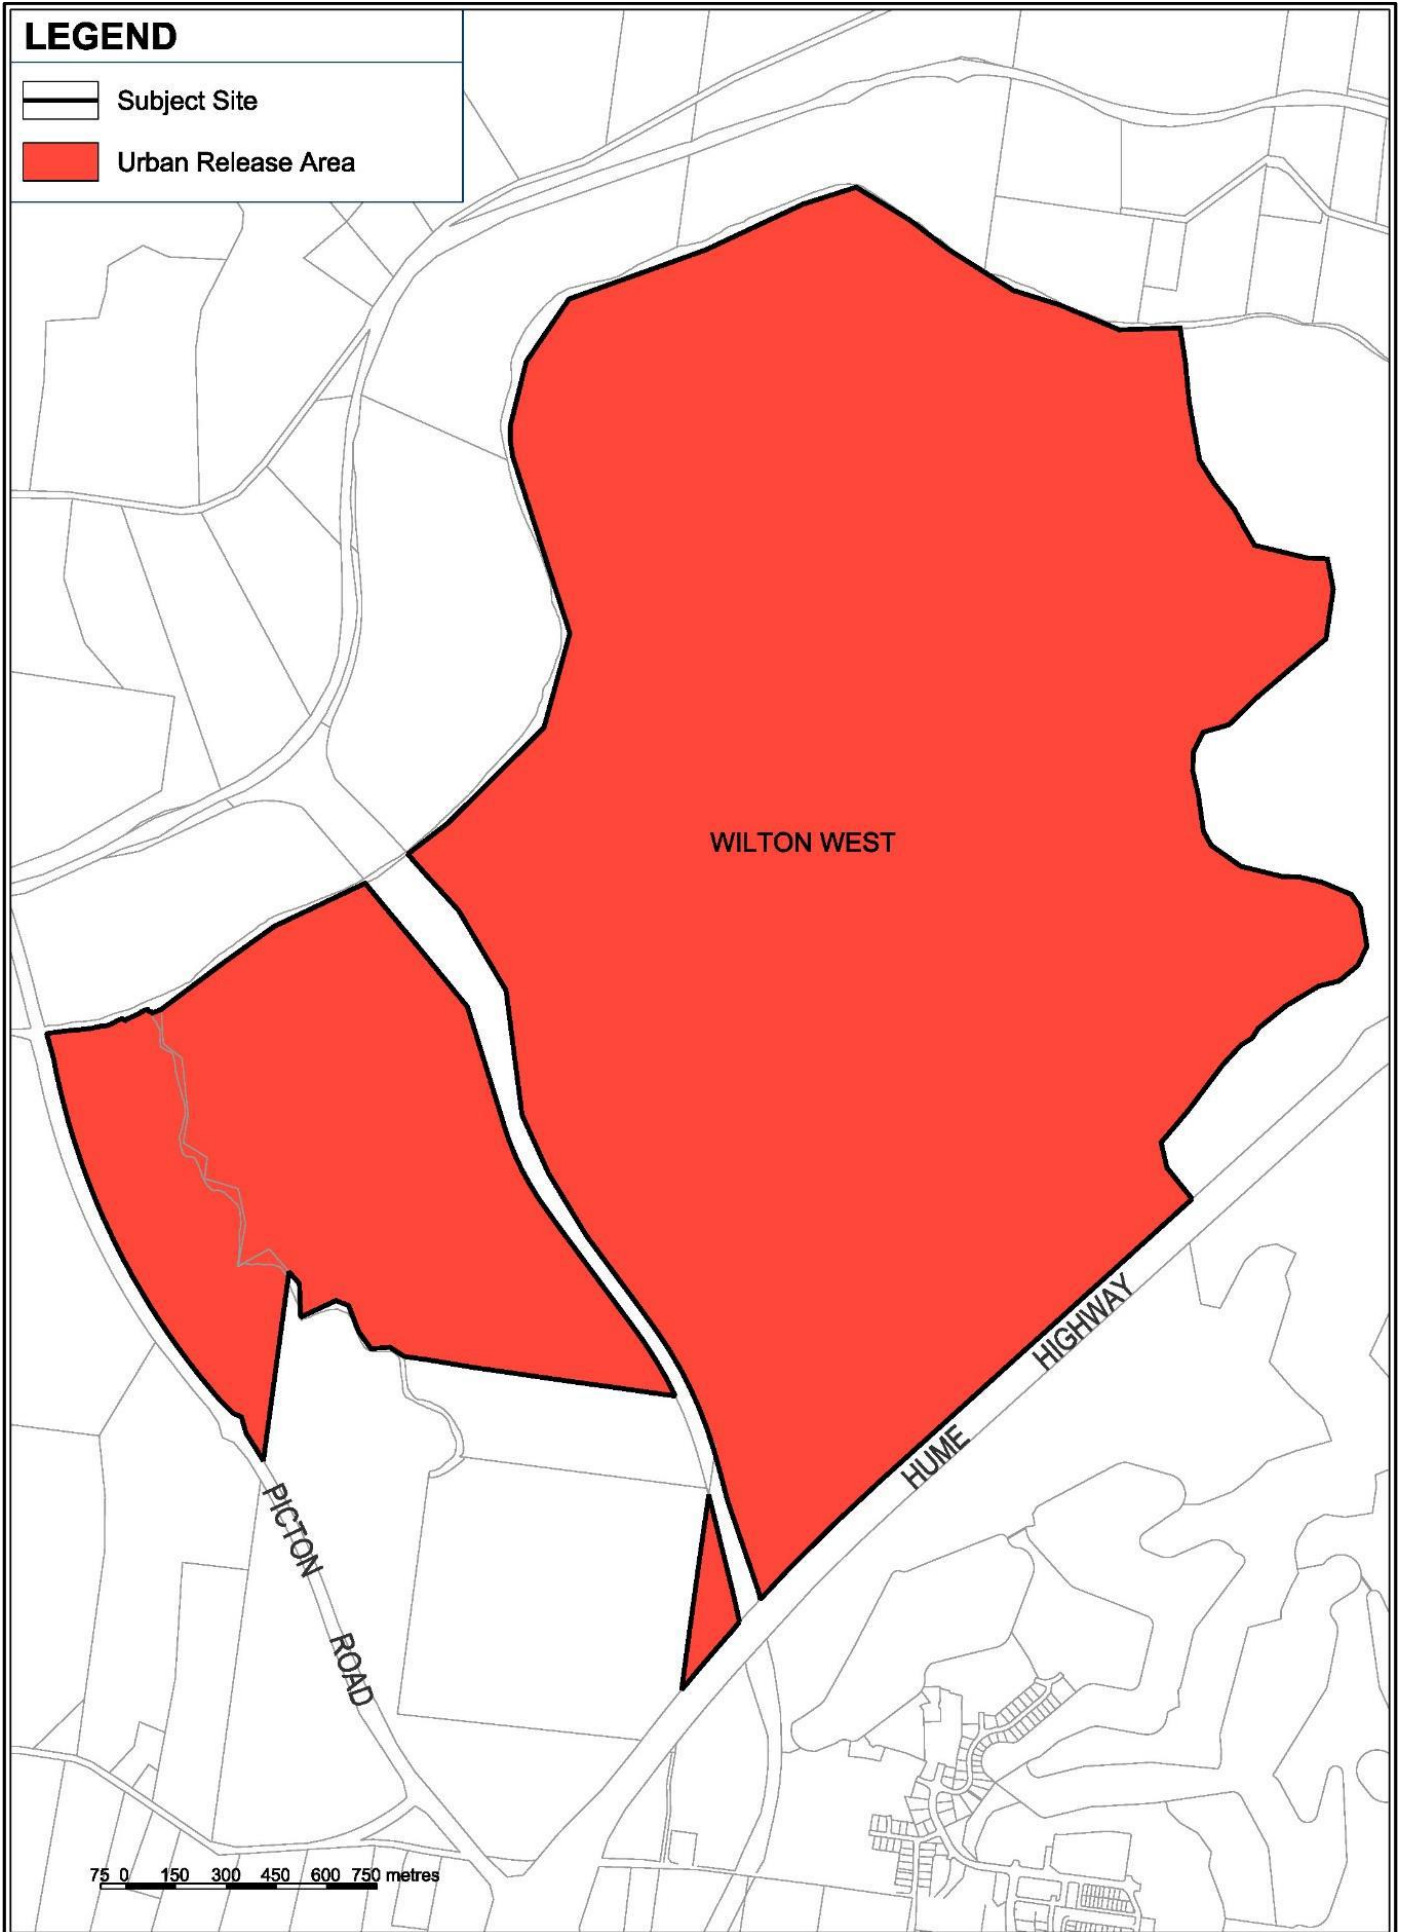 LEGEND
Subject Site
Urban Release Area
WILTON WEST
HUME HIGHWAY
PICTON ROAD
75 0 150 300 450 600 750 metres